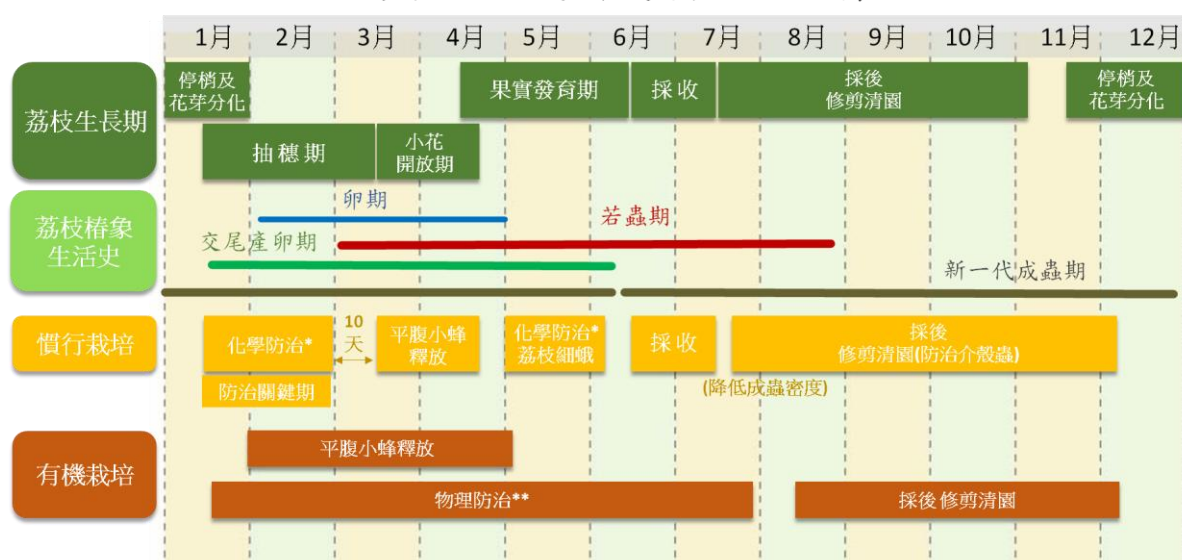 1月 2月 3月 4月 5月 6月 7月 8月 9月 10月 11月 12月
荔枝生長期
停梢及
花芽分化
果實發育期
採收
採後
修剪清園
停梢及
花芽分化
抽穗期
小花
開放期
荔枝椿象
生活史
卵期
若蟲期
交尾產卵期
新一代成蟲期
慣行栽培
化學防治*
10
天
平腹小蜂
釋放
化學防治*
荔枝細蛾
採收
採後
修剪清園(防治介殼蟲)
防治關鍵期
(降低成蟲密度)
有機栽培
平腹小蜂釋放
物理防治**
採後修剪清園